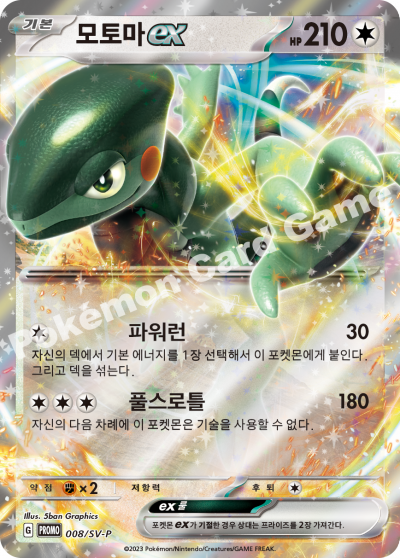 기본 모토마ex HP 210
Pokémon Card Game
파워런 30
자신의 덱에서 기본 에너지를 1장 선택해서 이 포켓몬에게 붙인다.
그리고 덱을 섞는다.
풀스로틀 180
자신의 다음 차례에 이 포켓몬은 기술을 사용할 수 없다.
약점 ×2 저항력 후퇴
ex룰
포켓몬 ex가 기절한 경우 상대는 프라이즈를 2장 가져간다.
Illus. 5ban Graphics
G PROMO 008/SV-P
©2023 Pokémon/Nintendo/Creatures/GAME FREAK.